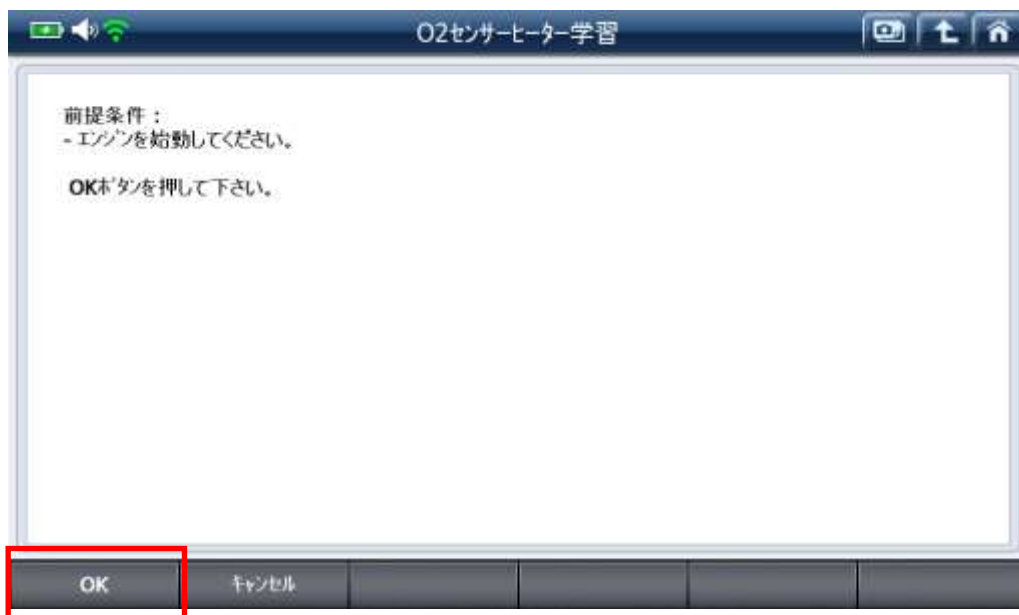 O2センサーヒーター学習
前提条件：
- ｴﾝｼﾞﾝを始動してください。
OKﾎﾞﾀﾝを押して下さい。
OK ｷｬﾝｾﾙ